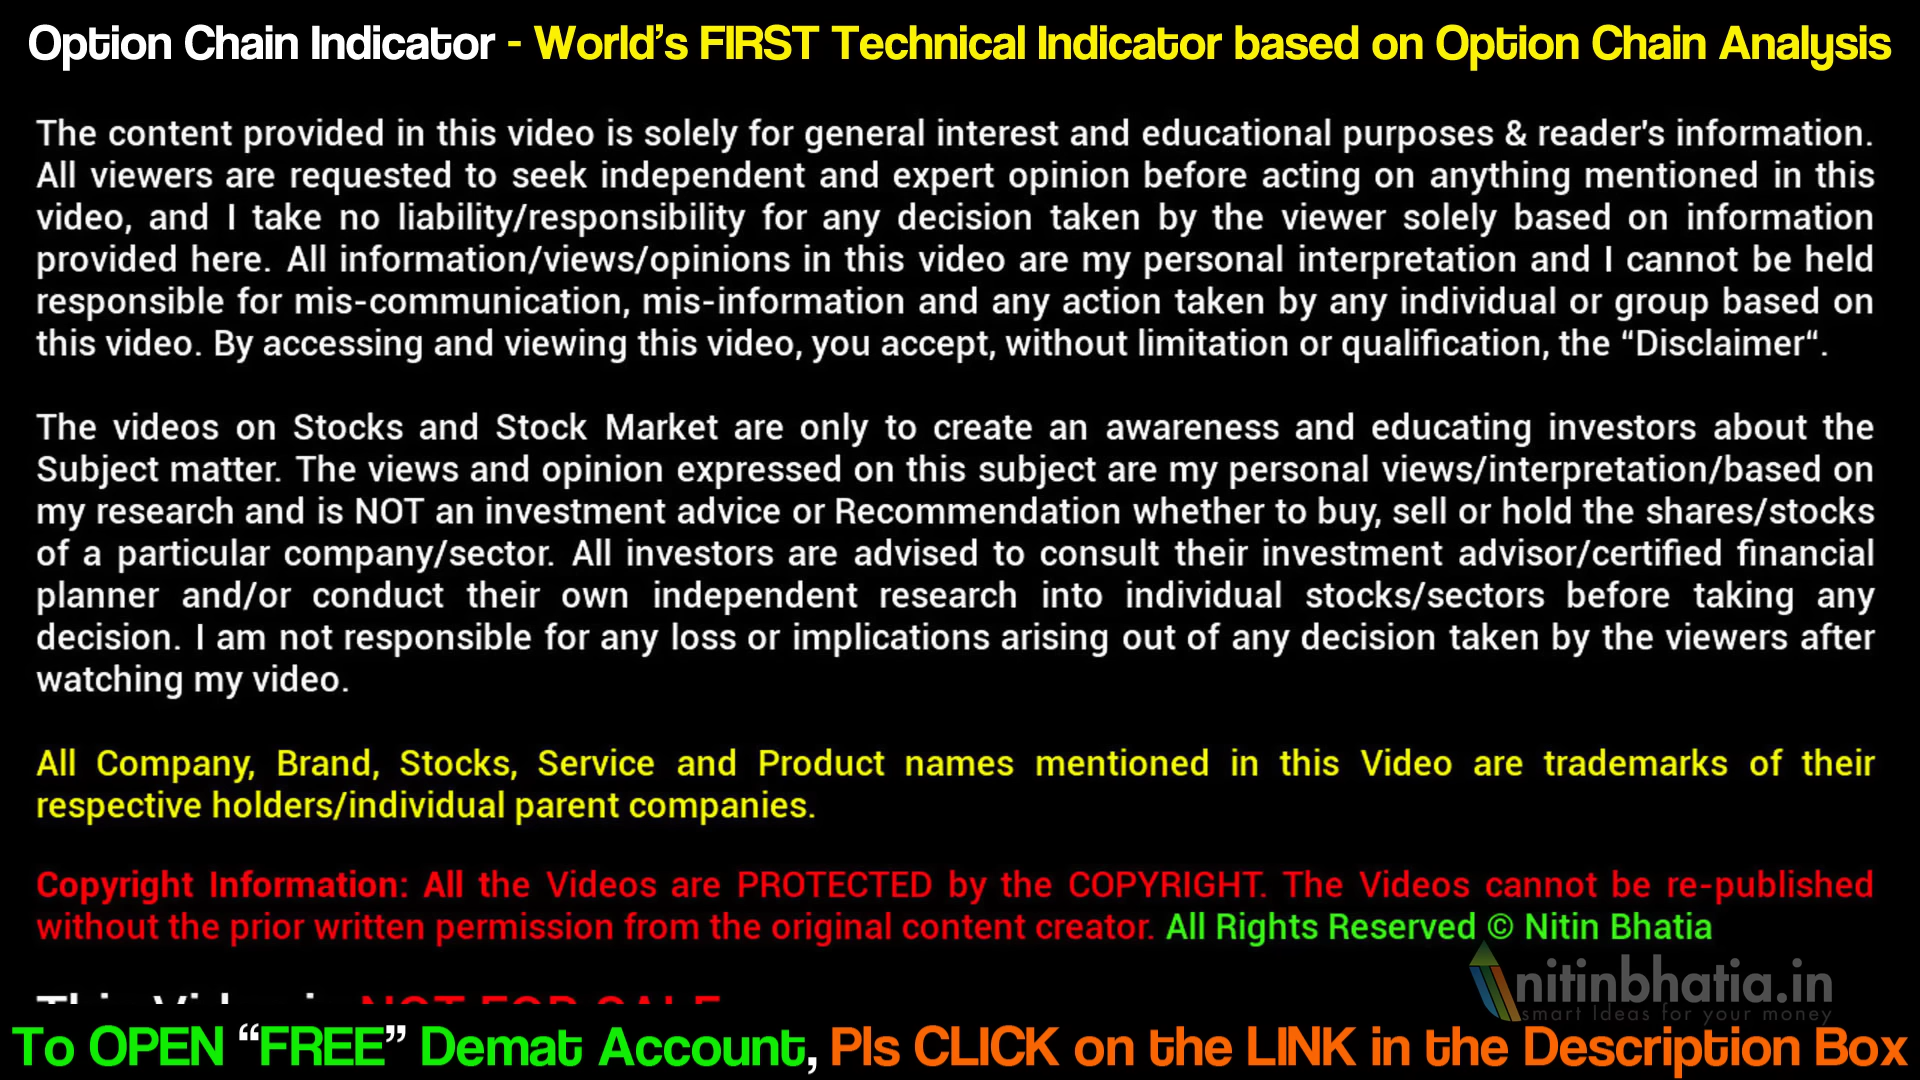 Option Chain Indicator - World's FIRST Technical Indicator based on Option Chain Analysis
The content provided in this video is solely for general interest and educational purposes & reader's information.
All viewers are requested to seek independent and expert opinion before acting on anything mentioned in this
video, and I take no liability/responsibility for any decision taken by the viewer solely based on information
provided here. All information/views/opinions in this video are my personal interpretation and I cannot be held
responsible for mis-communication, mis-information and any action taken by any individual or group based on
this video. By accessing and viewing this video, you accept, without limitation or qualification, the “Disclaimer“.
The videos on Stocks and Stock Market are only to create an awareness and educating investors about the
Subject matter. The views and opinion expressed on this subject are my personal views/interpretation/based on
my research and is NOT an investment advice or Recommendation whether to buy, sell or hold the shares/stocks
of a particular company/sector. All investors are advised to consult their investment advisor/certified financial
planner and/or conduct their own independent research into individual stocks/sectors before taking any
decision. I am not responsible for any loss or implications arising out of any decision taken by the viewers after
watching my video.
All Company, Brand, Stocks, Service and Product names mentioned in this Video are trademarks of their
respective holders/individual parent companies.
Copyright Information: All the Videos are PROTECTED by the COPYRIGHT. The Videos cannot be re-published
without the prior written permission from the original content creator. All Rights Reserved © Nitin Bhatia
This Video is NOT FOR SALE
nitinbhatia.in
smart Ideas for your money
To OPEN “FREE” Demat Account, Pls CLICK on the LINK in the Description Box